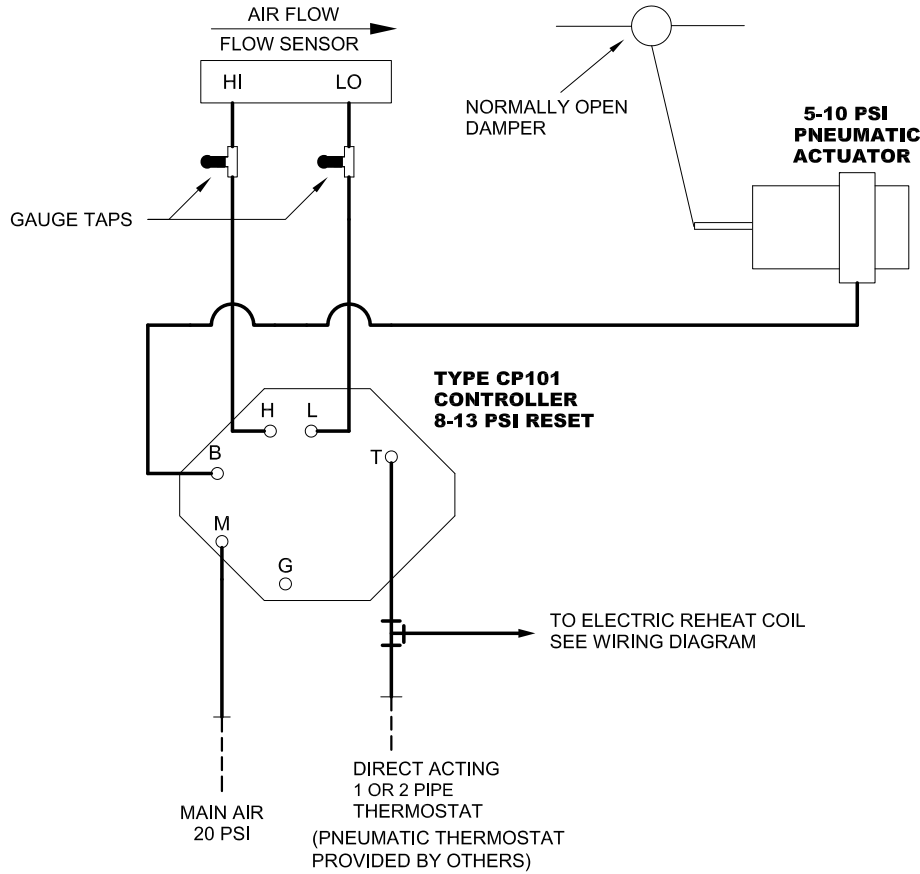 AIR FLOW
FLOW SENSOR
HI
LO
NORMALLY OPEN
DAMPER
5-10 PSI
PNEUMATIC
ACTUATOR
GAUGE TAPS
TYPE CP101
CONTROLLER
8-13 PSI RESET
H
L
B
T
M
G
TO ELECTRIC REHEAT COIL
SEE WIRING DIAGRAM
MAIN AIR
20 PSI
DIRECT ACTING
1 OR 2 PIPE
THERMOSTAT
(PNEUMATIC THERMOSTAT
PROVIDED BY OTHERS)